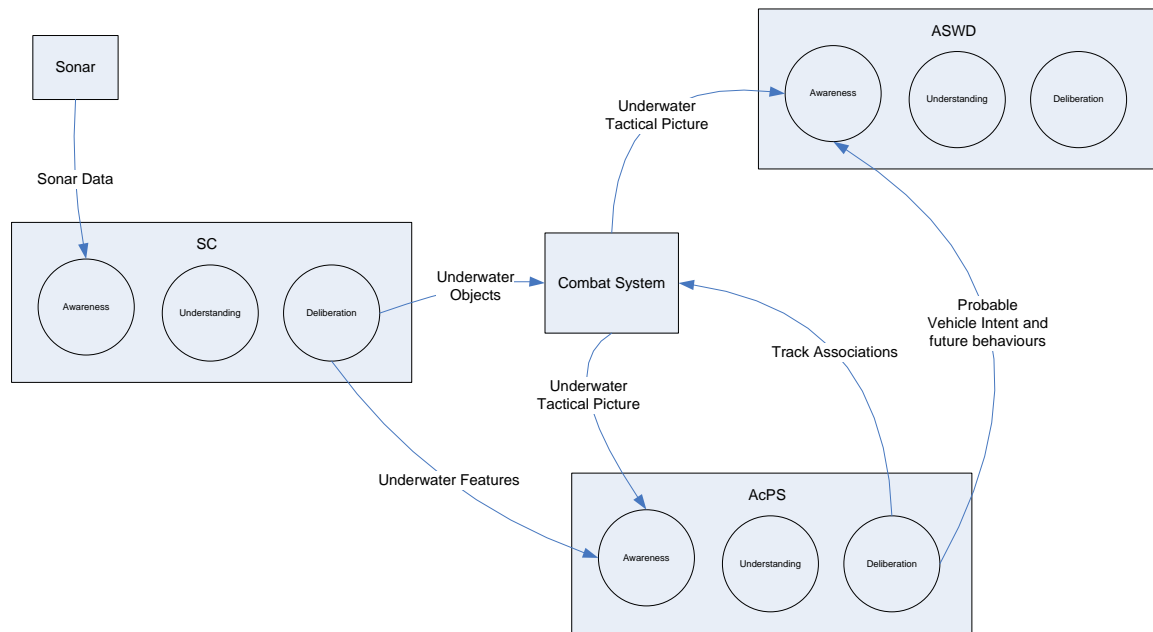 ASWD
Sonar
Awareness
Understanding
Deliberation
Underwater
Tactical Picture
Sonar Data
SC
Awareness
Understanding
Deliberation
Underwater
Objects
Combat System
Probable
Vehicle Intent and
future behaviours
Track Associations
Underwater
Tactical Picture
Underwater Features
AcPS
Awareness
Understanding
Deliberation